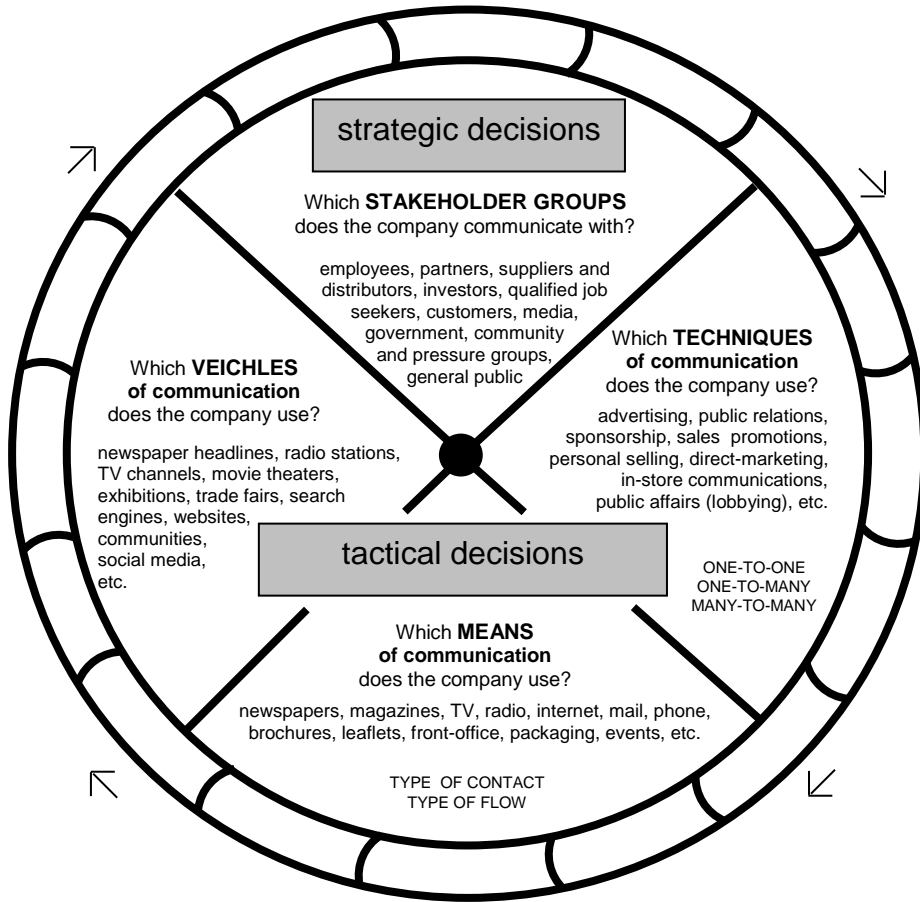 strategic decisions
Which STAKEHOLDER GROUPS
does the company communicate with?
employees, partners, suppliers and
distributors, investors, qualified job
seekers, customers, media,
government, community
and pressure groups,
general public
Which TECHNIQUES
of communication
does the company use?
advertising, public relations,
sponsorship, sales promotions,
personal selling, direct-marketing,
in-store communications,
public affairs (lobbying), etc.
ONE-TO-ONE
ONE-TO-MANY
MANY-TO-MANY
Which VEICHLES
of communication
does the company use?
newspaper headlines, radio stations,
TV channels, movie theaters,
exhibitions, trade fairs, search
engines, websites,
communities,
social media,
etc.
tactical decisions
Which MEANS
of communication
does the company use?
newspapers, magazines, TV, radio, internet, mail, phone,
brochures, leaflets, front-office, packaging, events, etc.
TYPE OF CONTACT
TYPE OF FLOW